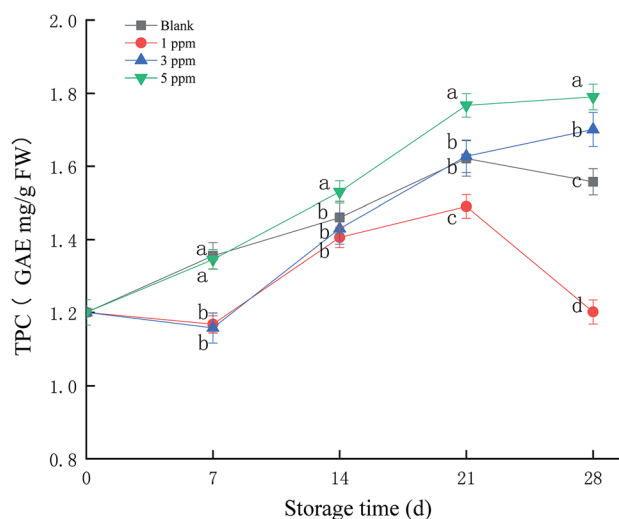 2.0
1.8
1.6
1.4
1.2
1.0
0.8
TPC ( GAE mg/g FW)
Blank
1 ppm
3 ppm
5 ppm
a
a
b
b
a
b
b
b
a
b
b
c
a
b
c
d
0
7
14
21
28
Storage time (d)